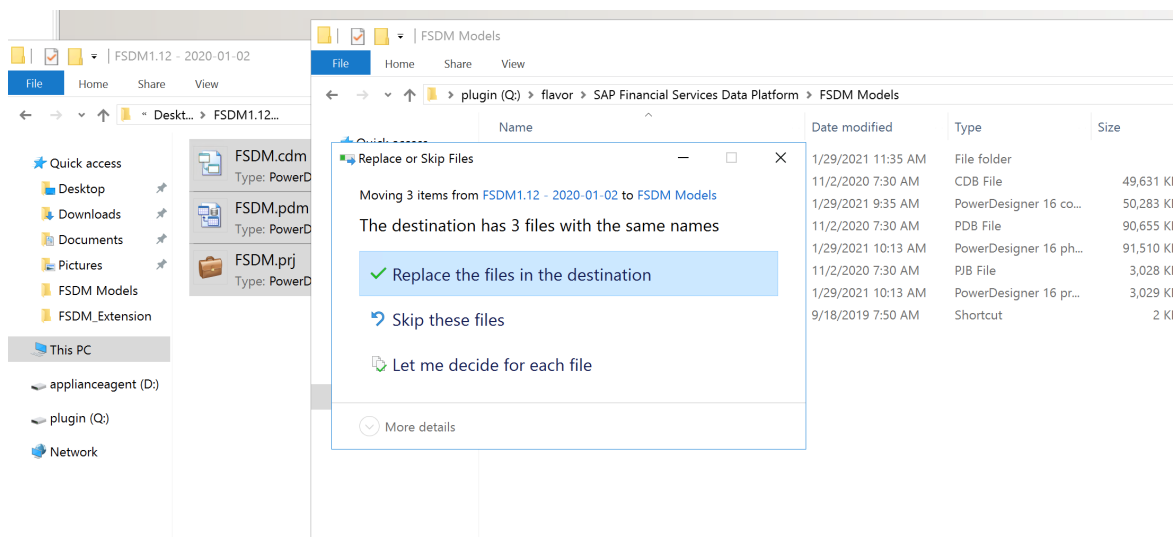 FSDM1.12 - 2020-01-02
File Home Share View
Deskt... > FSDM1.12...
Quick access
Desktop
Downloads
Documents
Pictures
FSDM Models
FSDM_Extension
This PC
applianceagent (D:)
plugin (Q:)
Network
FSDM.cdm
Type: PowerD
FSDM.pdm
Type: PowerD
FSDM.prj
Type: PowerD
FSDM Models
File Home Share View
> plugin (Q:) > flavor > SAP Financial Services Data Platform > FSDM Models
Name Date modified Type Size
Quick access
1/29/2021 11:35 AM File folder
11/2/2020 7:30 AM CDB File 49,631 K
1/29/2021 9:35 AM PowerDesigner 16 co... 50,283 K
11/2/2020 7:30 AM PDB File 90,655 K
1/29/2021 10:13 AM PowerDesigner 16 ph... 91,510 K
11/2/2020 7:30 AM PJB File 3,028 K
1/29/2021 10:13 AM PowerDesigner 16 pr... 3,029 K
9/18/2019 7:50 AM Shortcut 2 K
Replace or Skip Files
Moving 3 items from FSDM1.12 - 2020-01-02 to FSDM Models
The destination has 3 files with the same names
Replace the files in the destination
Skip these files
Let me decide for each file
More details